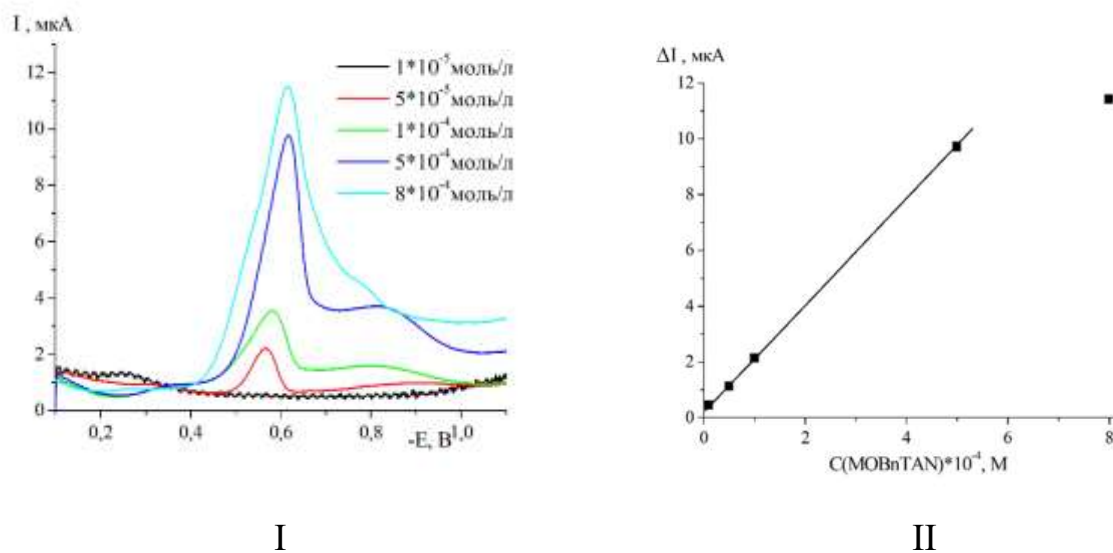 I , мкА
12
10
8
6
4
2
0
0,2
0,4
0,6
0,8
1,0
-E, В
1*10⁻⁵моль/л
5*10⁻⁵моль/л
1*10⁻⁴моль/л
5*10⁻⁴моль/л
8*10⁻⁴моль/л
I
ΔI , мкА
12
10
8
6
4
2
0
0
2
4
6
8
C(MOBnTAN)*10⁻⁴, M
II